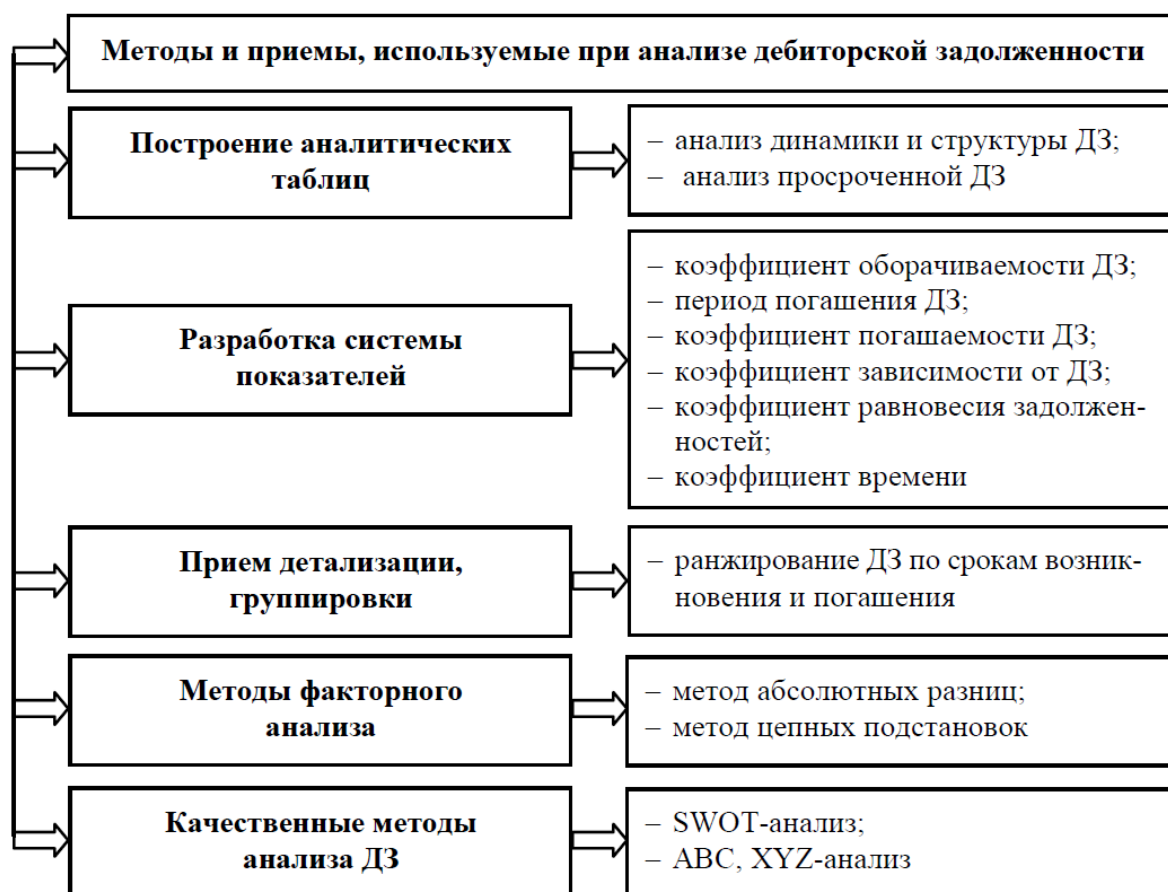 Методы и приемы, используемые при анализе дебиторской задолженности
Построение аналитических
таблиц
– анализ динамики и структуры ДЗ;
– анализ просроченной ДЗ
Разработка системы
показателей
– коэффициент оборачиваемости ДЗ;
– период погашения ДЗ;
– коэффициент погашаемости ДЗ;
– коэффициент зависимости от ДЗ;
– коэффициент равновесия задолжен-
ностей;
– коэффициент времени
Прием детализации,
группировки
– ранжирование ДЗ по срокам возник-
новения и погашения
Методы факторного
анализа
– метод абсолютных разниц;
– метод цепных подстановок
Качественные методы
анализа ДЗ
– SWOT-анализ;
– ABC, XYZ-анализ